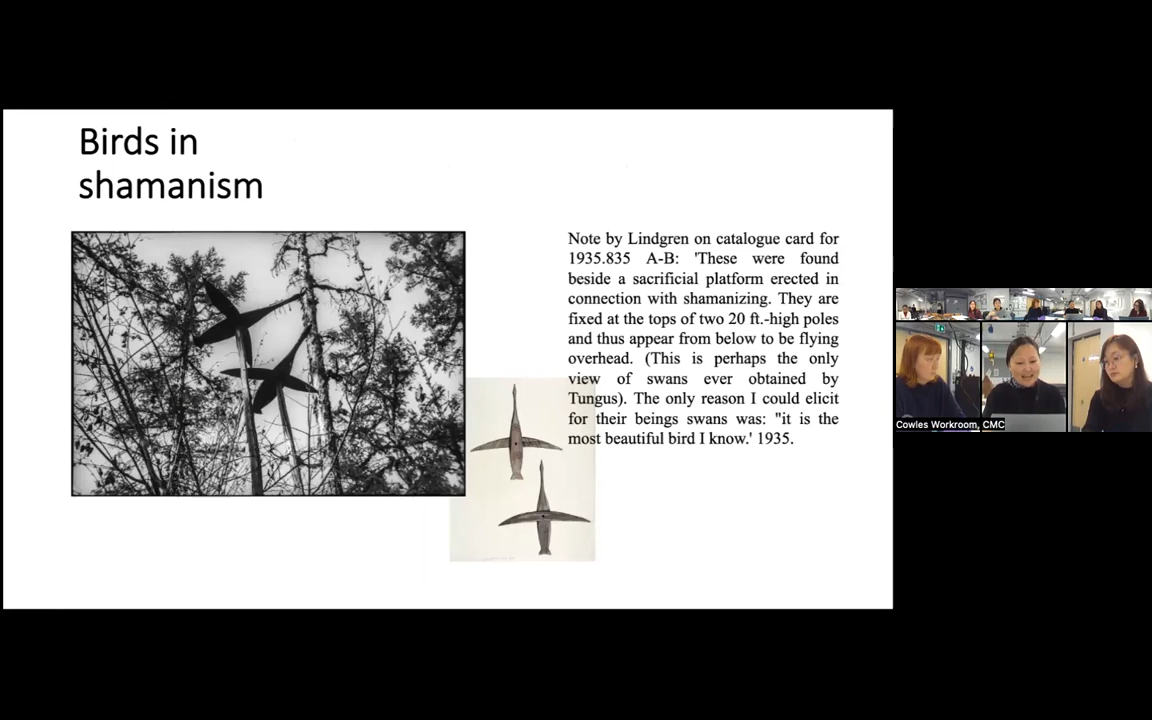 Birds in
shamanism
Note by Lindgren on catalogue card for
1935.835 A-B: 'These were found
beside a sacrificial platform erected in
connection with shamanizing. They are
fixed at the tops of two 20 ft.-high poles
and thus appear from below to be flying
overhead. (This is perhaps the only
view of swans ever obtained by
Tungus). The only reason I could elicit
for their beings swans was: "it is the
most beautiful bird I know.' 1935.
Cowles Workroom, CMC